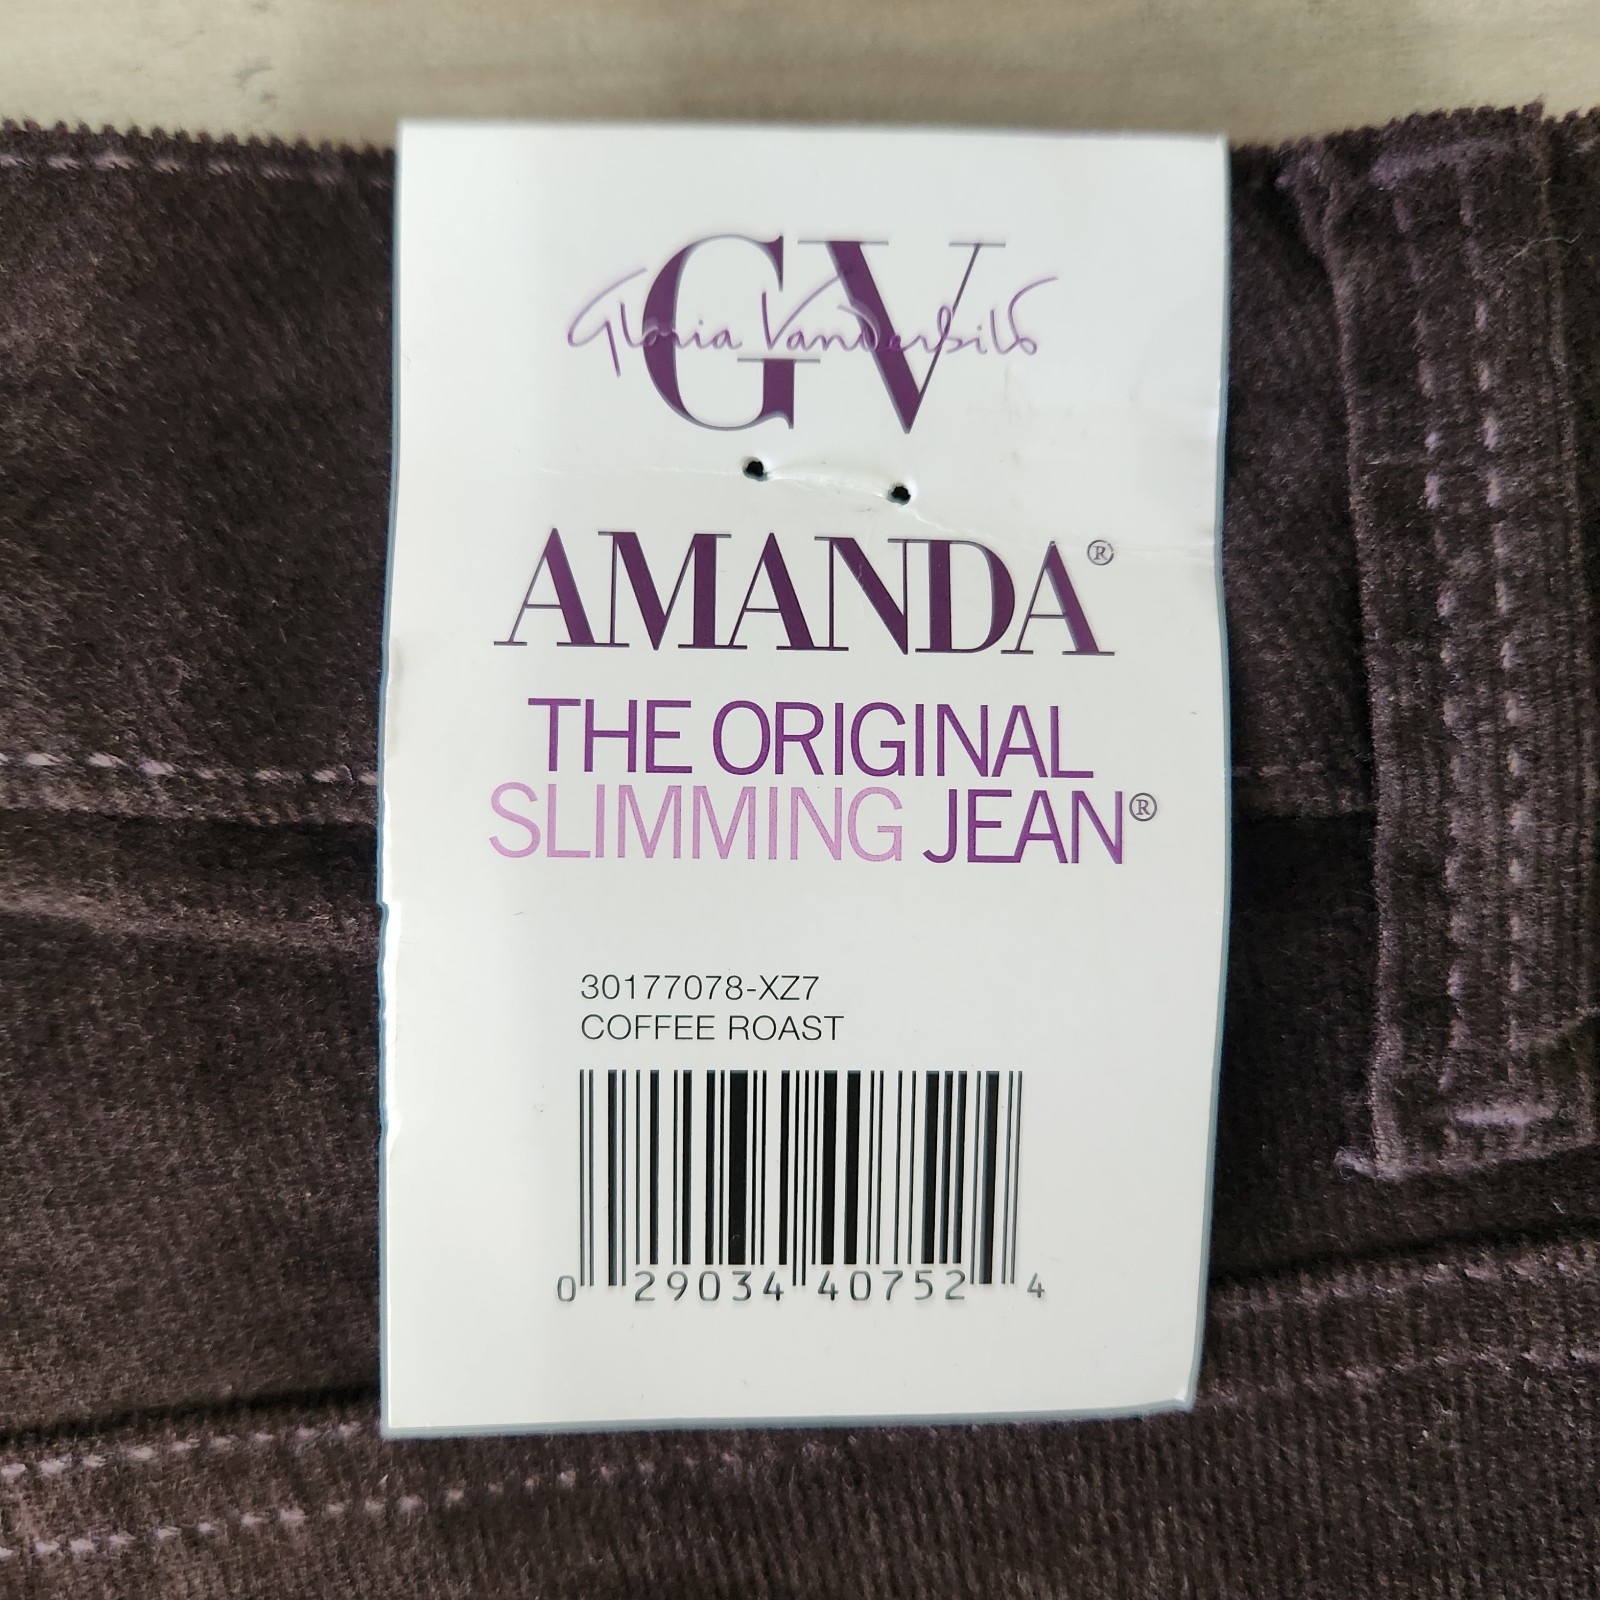 GV
Gloria Vanderbilt
AMANDA®
THE ORIGINAL
SLIMMING JEAN®
30177078-XZ7
COFFEE ROAST
0 29034 40752 4